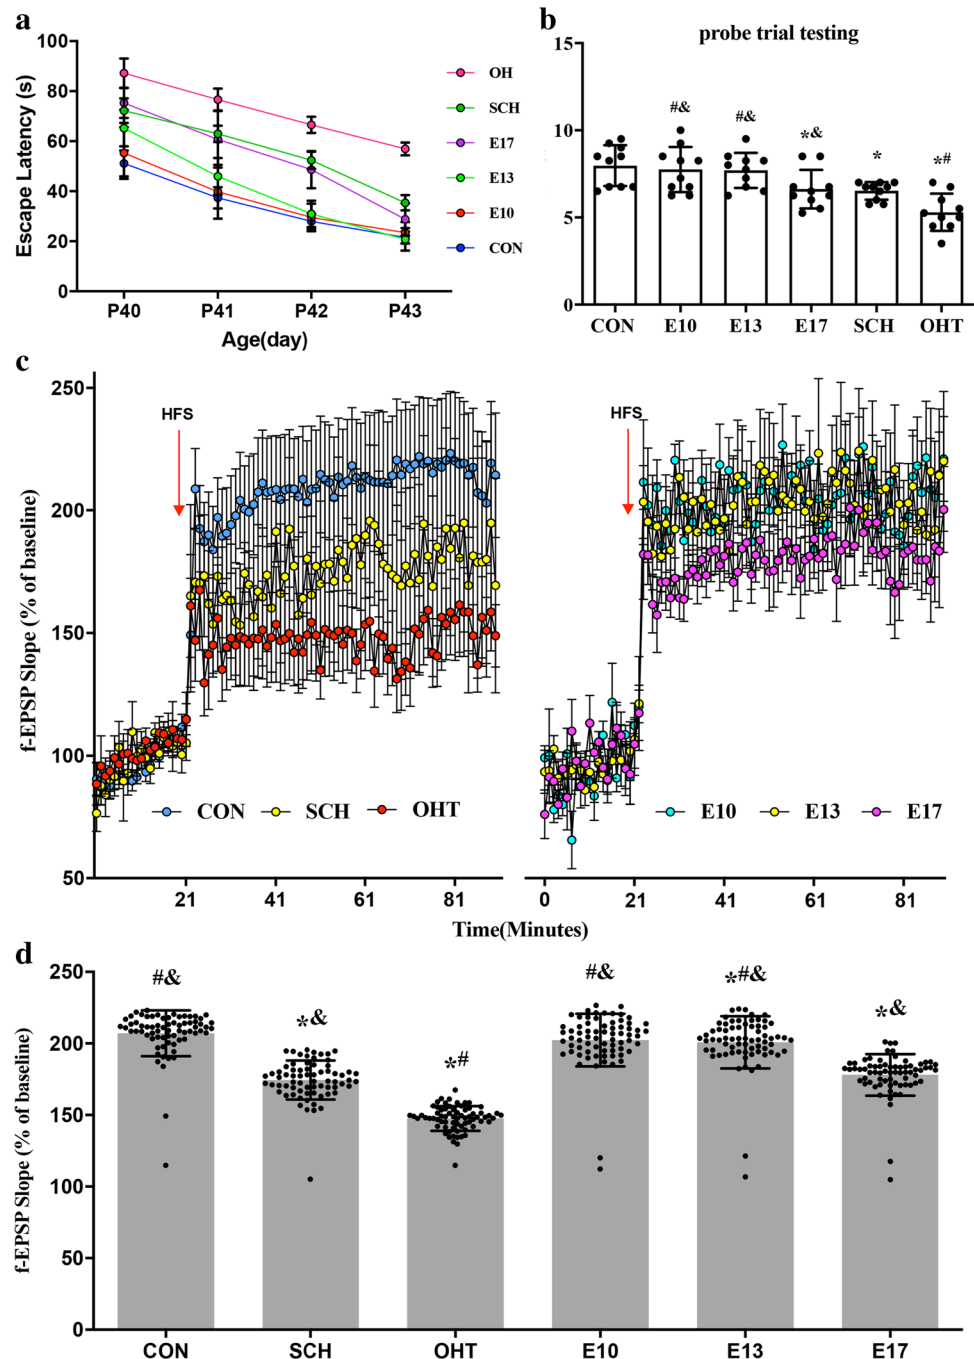 a
100
80
60
40
20
0
Escape Latency (s)
P40 P41 P42 P43
Age(day)
OH
SCH
E17
E13
E10
CON
b
probe trial testing
15
10
5
0
#& #& *& * *#
CON E10 E13 E17 SCH OHT
c
250
200
150
100
50
f-EPSP Slope (% of baseline)
HFS
HFS
CON SCH OHT
E10 E13 E17
21 41 61 81
0 21 41 61 81
Time(Minutes)
d
250
200
150
100
50
0
f-EPSP Slope (% of baseline)
#& *& *# #& *#& *&
CON SCH OHT E10 E13 E17